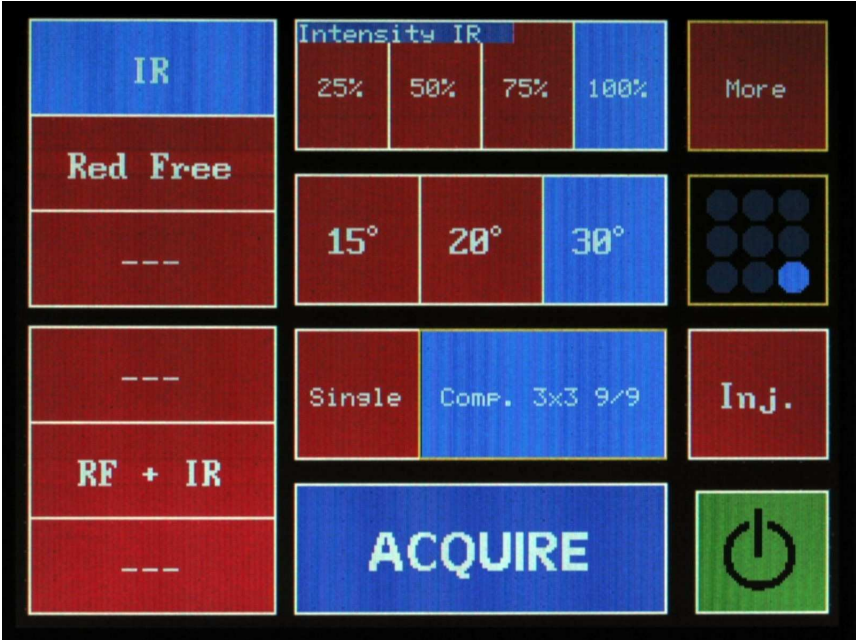 IR
Red Free
---
---
RF + IR
---
Intensity IR
25% 50% 75% 100%
15° 20° 30°
Single Comp. 3x3 9/9
ACQUIRE
More
Inj.